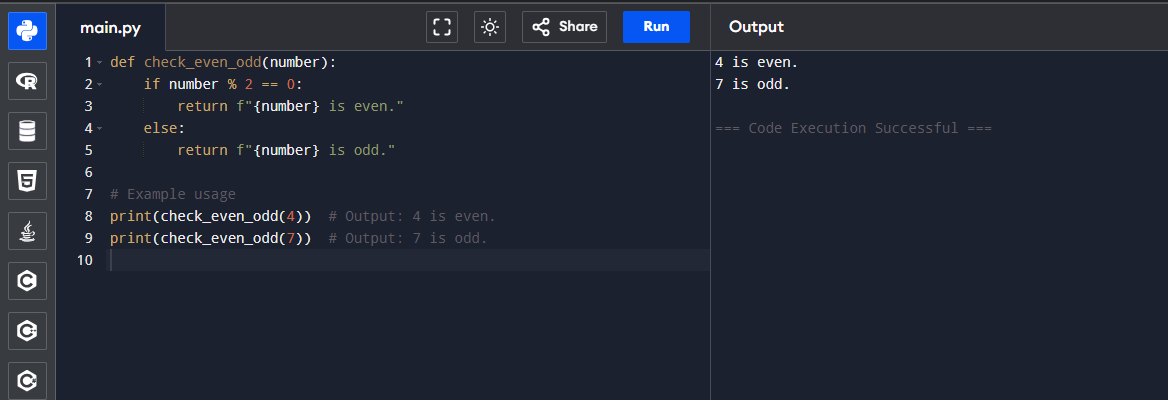 main.py
Share
Run
Output
1 def check_even_odd(number):
2     if number % 2 == 0:
3         return f"{number} is even."
4     else:
5         return f"{number} is odd."
6
7 # Example usage
8 print(check_even_odd(4))  # Output: 4 is even.
9 print(check_even_odd(7))  # Output: 7 is odd.
10
4 is even.
7 is odd.
=== Code Execution Successful ===